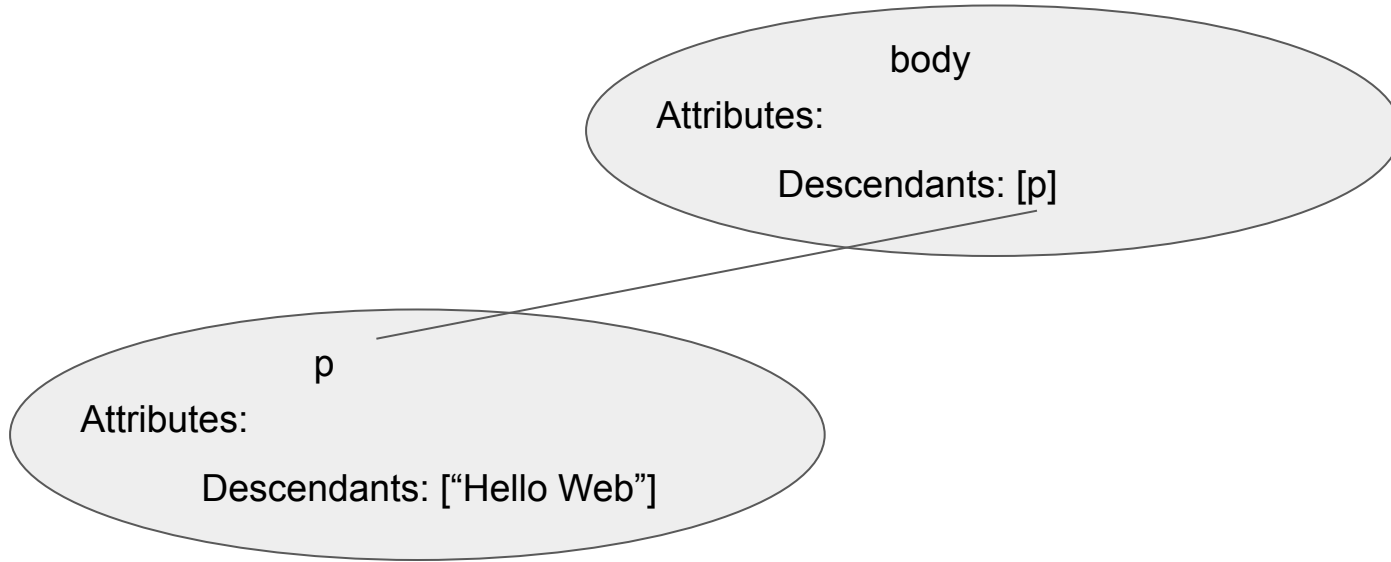 body
Attributes:
Descendants: [p]
p
Attributes:
Descendants: [“Hello Web”]